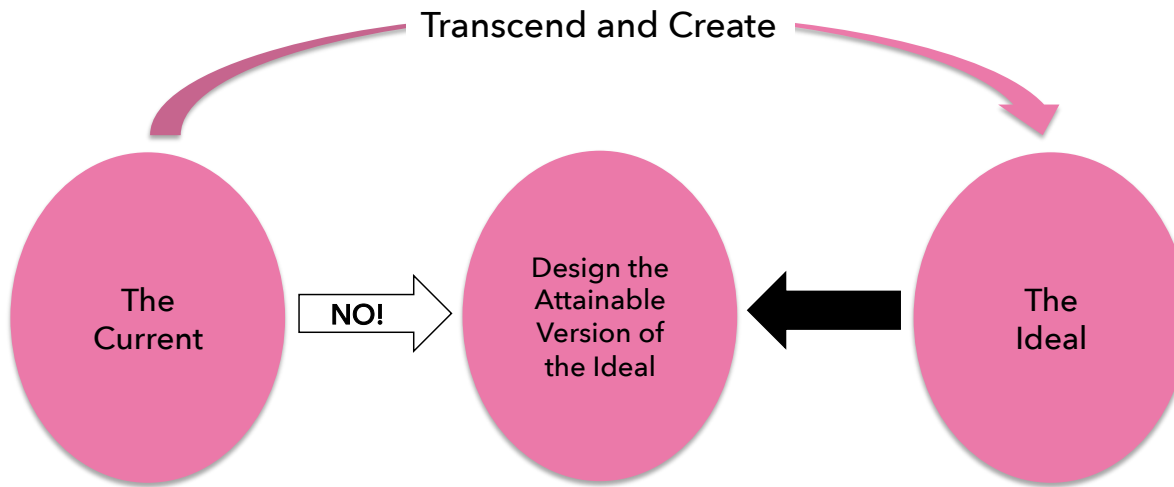 Transcend and Create
The
Current
NO!
Design the
Attainable
Version of
the Ideal
The
Ideal